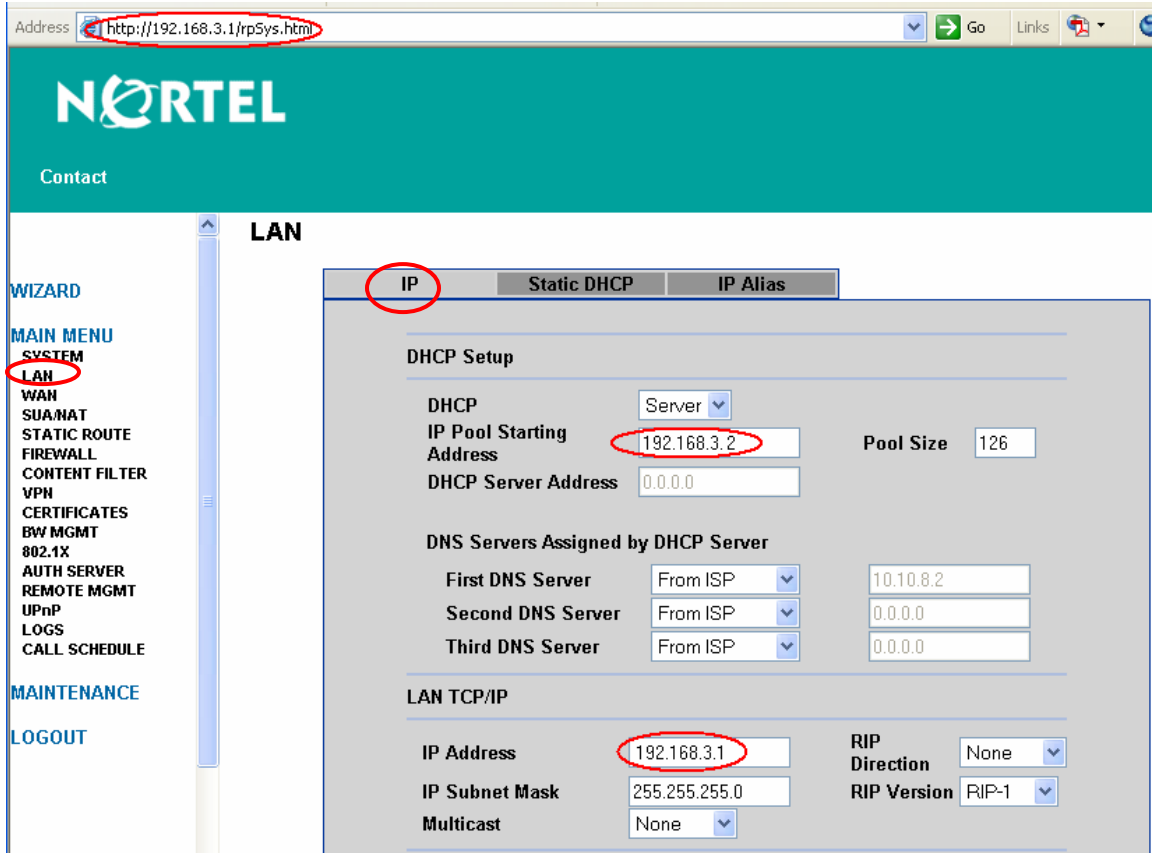 Address http://192.168.3.1/rpSys.html Go Links
NORTEL
Contact
LAN
IP Static DHCP IP Alias
WIZARD
MAIN MENU
SYSTEM
LAN
WAN
SUA/NAT
STATIC ROUTE
FIREWALL
CONTENT FILTER
VPN
CERTIFICATES
BW MGMT
802.1X
AUTH SERVER
REMOTE MGMT
UPnP
LOGS
CALL SCHEDULE
MAINTENANCE
LOGOUT
DHCP Setup
DHCP Server
IP Pool Starting
Address 192.168.3.2 Pool Size 126
DHCP Server Address 0.0.0.0
DNS Servers Assigned by DHCP Server
First DNS Server From ISP 10.10.8.2
Second DNS Server From ISP 0.0.0.0
Third DNS Server From ISP 0.0.0.0
LAN TCP/IP
IP Address 192.168.3.1 RIP
Direction None
IP Subnet Mask 255.255.255.0 RIP Version RIP-1
Multicast None